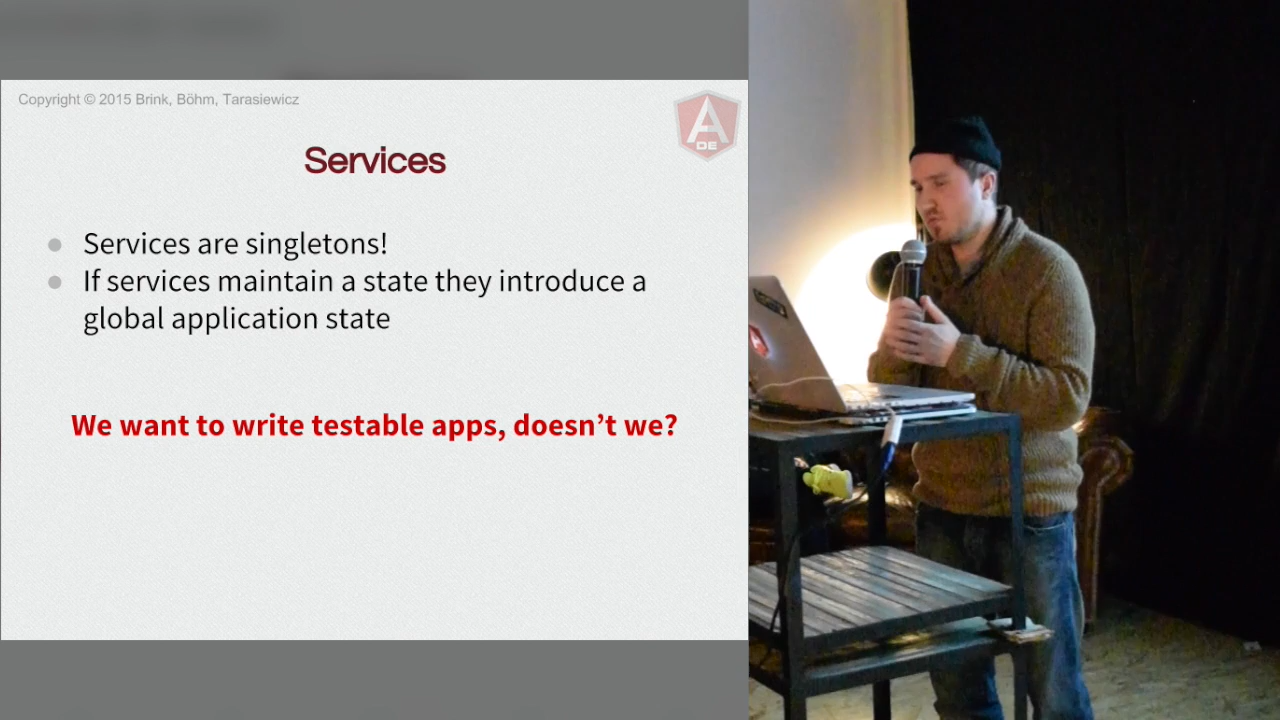 Copyright © 2015 Brink, Böhm, Tarasiewicz
A
DE
Services
Services are singletons!
If services maintain a state they introduce a
global application state
We want to write testable apps, doesn't we?